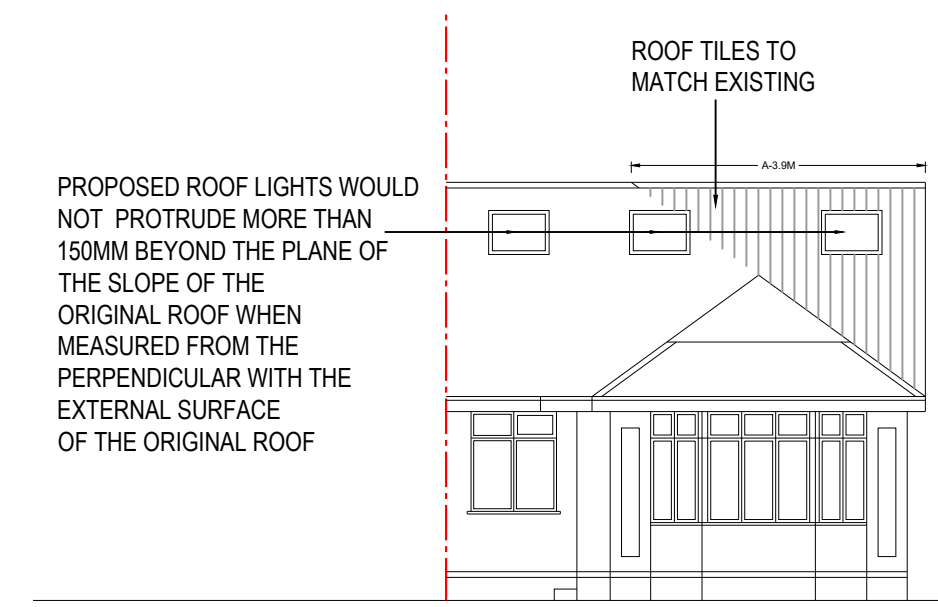 ROOF TILES TO
MATCH EXISTING
A-3.9M
PROPOSED ROOF LIGHTS WOULD
NOT PROTRUDE MORE THAN
150MM BEYOND THE PLANE OF
THE SLOPE OF THE
ORIGINAL ROOF WHEN
MEASURED FROM THE
PERPENDICULAR WITH THE
EXTERNAL SURFACE
OF THE ORIGINAL ROOF